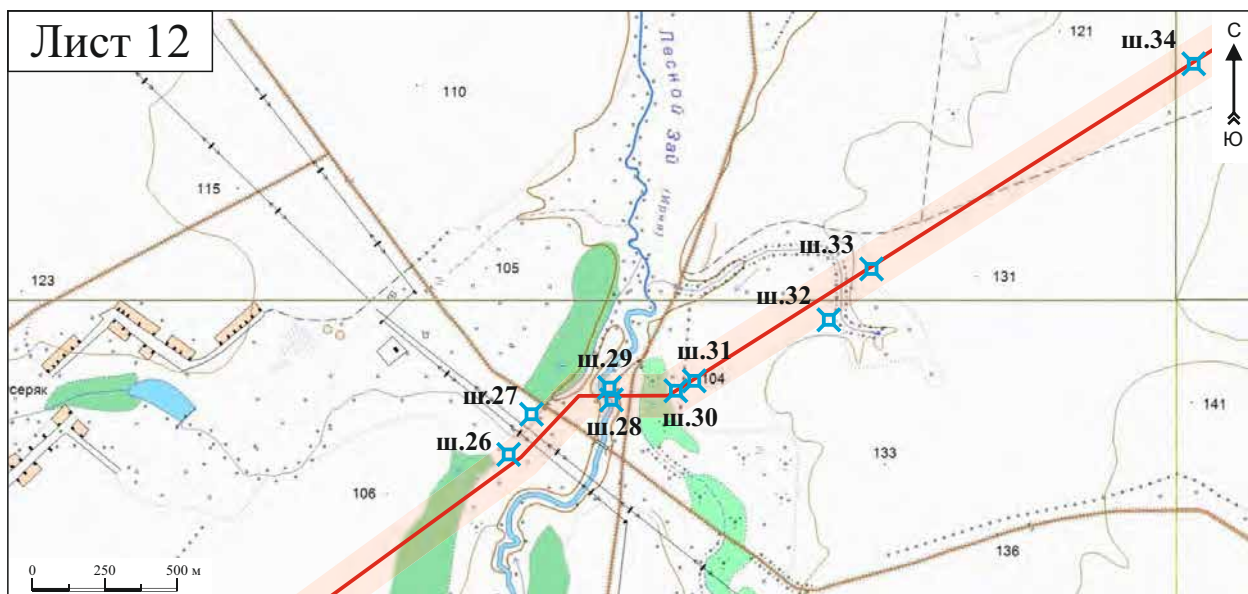 Лист 12
121
ш.34
С
Ю
110
Лесной Зай
(Ирня)
115
105
ш.33
131
123
ш.32
ш.29
ш.31
104
серяк
ш.27
ш.28
ш.30
141
ш.26
133
106
136
0 250 500 м